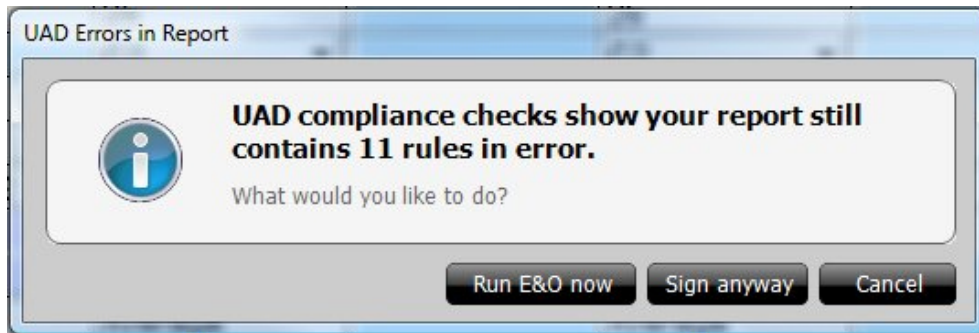 UAD Errors in Report
UAD compliance checks show your report still
contains 11 rules in error.
What would you like to do?
Run E&O now
Sign anyway
Cancel